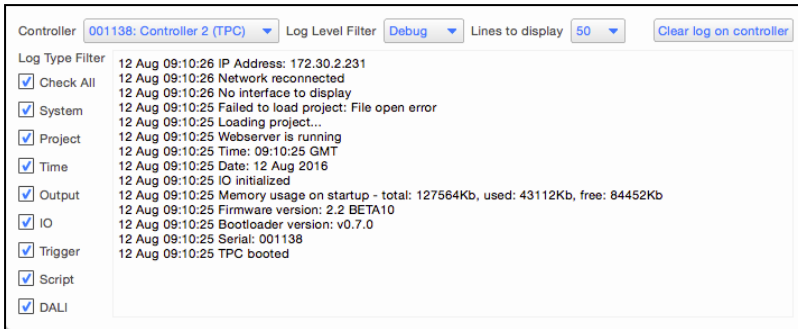 Controller 001138: Controller 2 (TPC) Log Level Filter Debug Lines to display 50 Clear log on controller
Log Type Filter
Check All
System
Project
Time
Output
IO
Trigger
Script
DALI
12 Aug 09:10:26 IP Address: 172.30.2.231
12 Aug 09:10:26 Network reconnected
12 Aug 09:10:26 No interface to display
12 Aug 09:10:25 Failed to load project: File open error
12 Aug 09:10:25 Loading project...
12 Aug 09:10:25 Webserver is running
12 Aug 09:10:25 Time: 09:10:25 GMT
12 Aug 09:10:25 Date: 12 Aug 2016
12 Aug 09:10:25 IO initialized
12 Aug 09:10:25 Memory usage on startup - total: 127564Kb, used: 43112Kb, free: 84452Kb
12 Aug 09:10:25 Firmware version: 2.2 BETA10
12 Aug 09:10:25 Bootloader version: v0.7.0
12 Aug 09:10:25 Serial: 001138
12 Aug 09:10:25 TPC booted